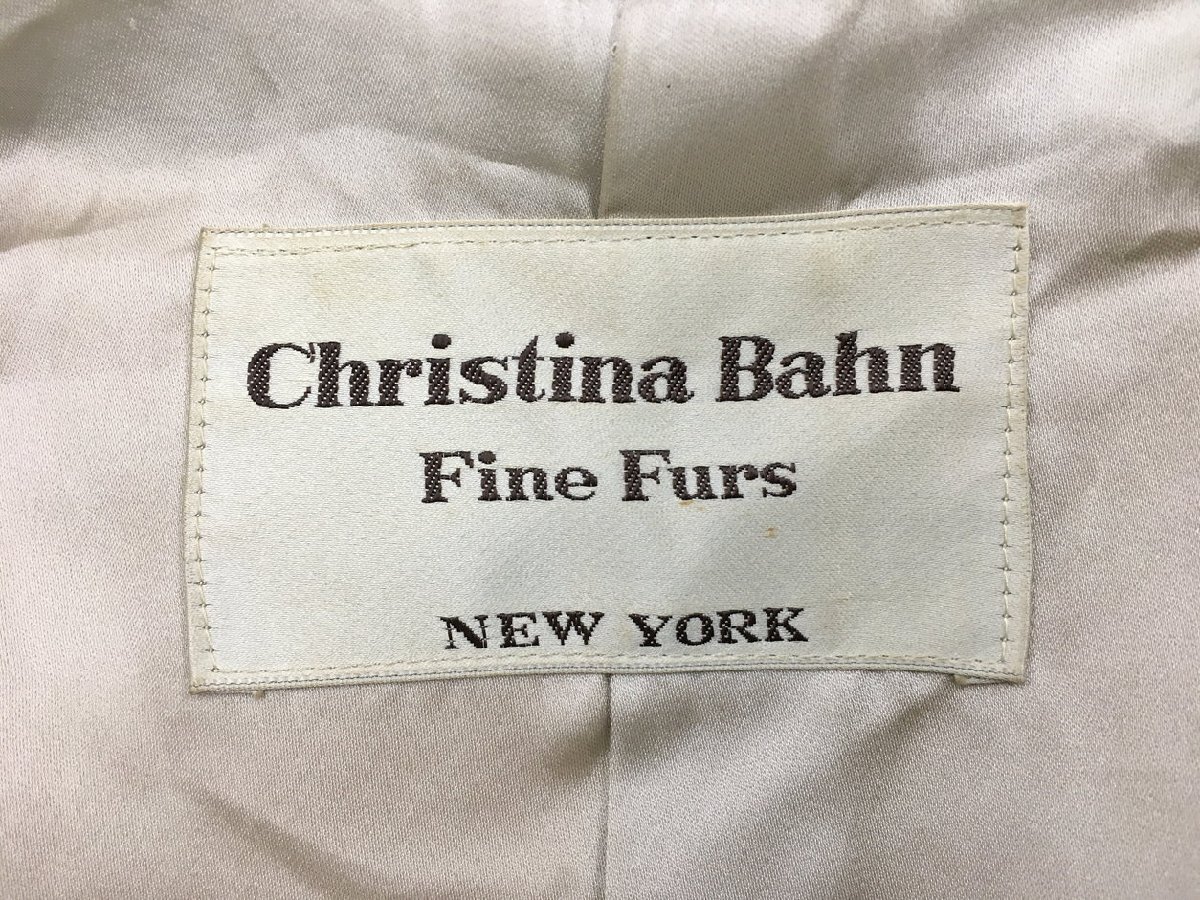 Christina Bahn
Fine Furs
NEW YORK